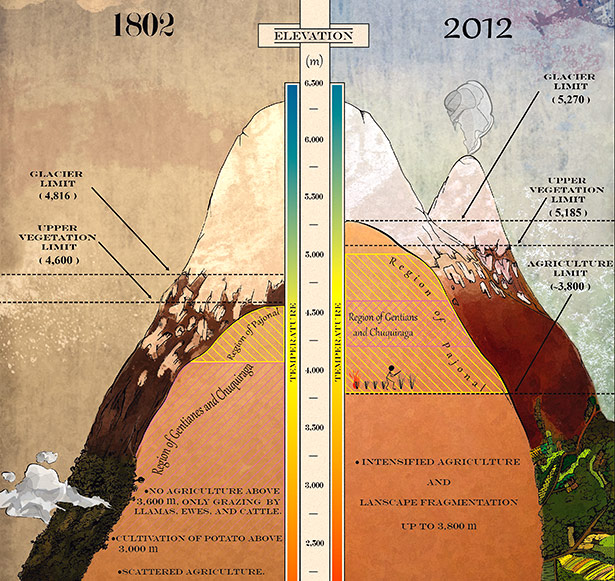 1802
ELEVATION
(m)
2012
6.500
6.000
5.500
5.000
4.500
4.000
3.500
3.000
2.500
TEMPERATURE
TEMPERATURE
GLACIER
LIMIT
(4,816)
UPPER
VEGETATION
LIMIT
(4,600)
Region of Pajonal
Region of Gentianes and Chuquiraga
•NO AGRICULTURE ABOVE
3,600 m, ONLY GRAZING BY
LLAMAS, EWES, AND CATTLE.
•CULTIVATION OF POTATO ABOVE
3,000 m
•SCATTERED AGRICULTURE.
GLACIER
LIMIT
(5,270)
UPPER
VEGETATION
LIMIT
(5,185)
AGRICULTURE
LIMIT
(~3,800)
Region of Pajonal
Region of Gentians
and Chuquiraga
• INTENSIFIED AGRICULTURE
AND
LANSCAPE FRAGMENTATION
UP TO 3,800 m